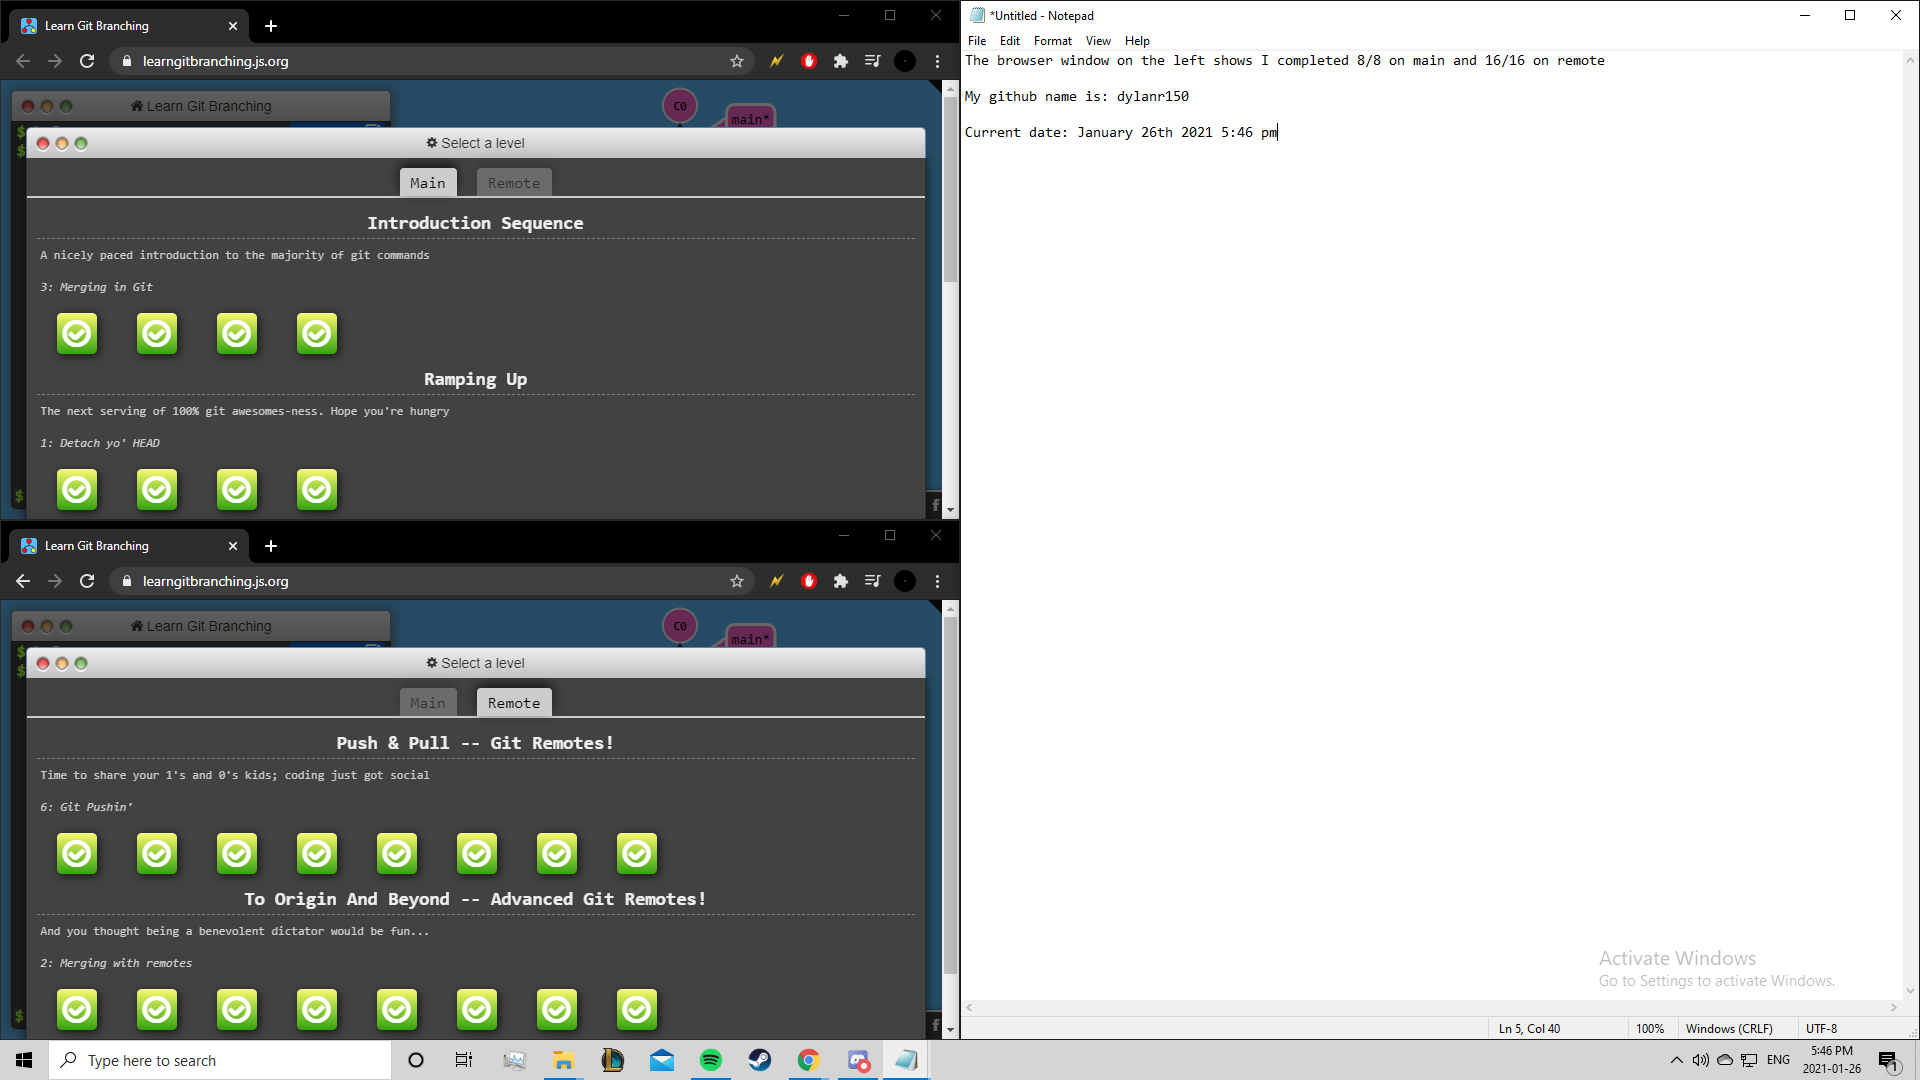 Learn Git Branching
learngitbranching.js.org
Learn Git Branching
C0
main*
$
$
Select a level
Main
Remote
Introduction Sequence
A nicely paced introduction to the majority of git commands
3: Merging in Git
Ramping Up
The next serving of 100% git awesomes-ness. Hope you're hungry
1: Detach yo' HEAD
$
f
Learn Git Branching
learngitbranching.js.org
Learn Git Branching
C0
main*
$
$
Select a level
Main
Remote
Push & Pull -- Git Remotes!
Time to share your 1's and 0's kids; coding just got social
6: Git Pushin'
To Origin And Beyond -- Advanced Git Remotes!
And you thought being a benevolent dictator would be fun...
2: Merging with remotes
$
f
*Untitled - Notepad
File Edit Format View Help
The browser window on the left shows I completed 8/8 on main and 16/16 on remote
My github name is: dylanr150
Current date: January 26th 2021 5:46 pm
Activate Windows
Go to Settings to activate Windows.
Ln 5, Col 40
100%
Windows (CRLF)
UTF-8
Type here to search
ENG
5:46 PM
2021-01-26
1